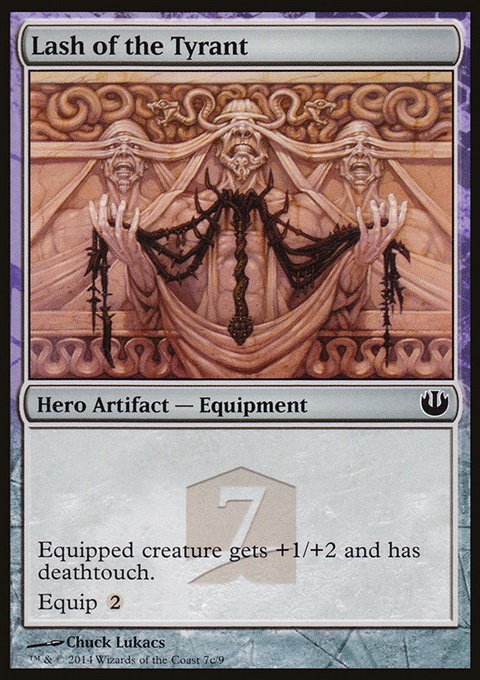 Lash of the Tyrant
Hero Artifact — Equipment
7
Equipped creature gets +1/+2 and has
deathtouch.
Equip 2
Chuck Lukacs
™ & © 2014 Wizards of the Coast 7c/9